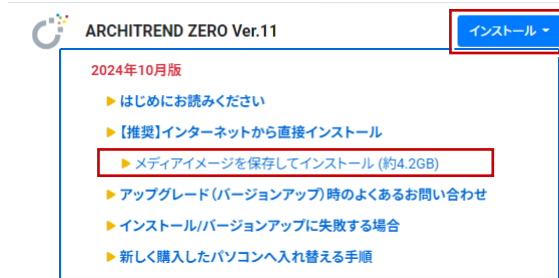 ARCHITREND ZERO Ver.11
インストール
2024年10月版
はじめにお読みください
【推奨】インターネットから直接インストール
メディアイメージを保存してインストール (約4.2GB)
アップグレード(バージョンアップ)時のよくあるお問い合わせ
インストール/バージョンアップに失敗する場合
新しく購入したパソコンへ入れ替える手順